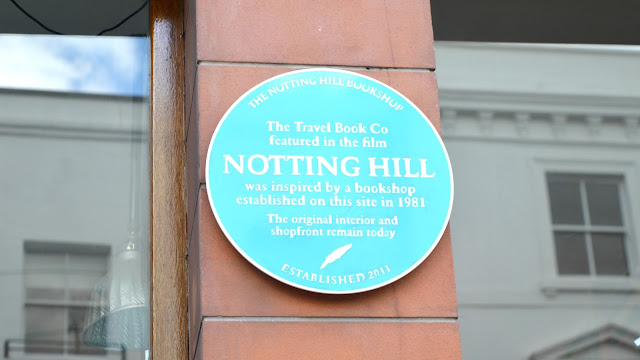 THE NOTTING HILL BOOKSHOP
The Travel Book Co
featured in the film
NOTTING HILL
was inspired by a bookshop
established on this site in 1981
The original interior and
shopfront remain today
ESTABLISHED 2011